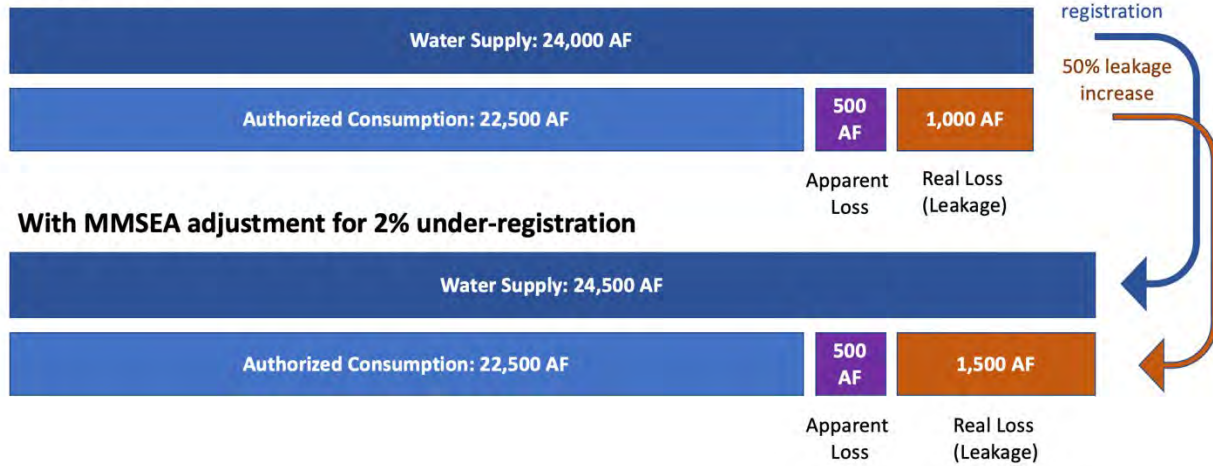 registration
Water Supply: 24,000 AF
50% leakage
increase
Authorized Consumption: 22,500 AF
500
AF
1,000 AF
Apparent
Loss
Real Loss
(Leakage)
With MMSEA adjustment for 2% under-registration
Water Supply: 24,500 AF
Authorized Consumption: 22,500 AF
500
AF
1,500 AF
Apparent
Loss
Real Loss
(Leakage)